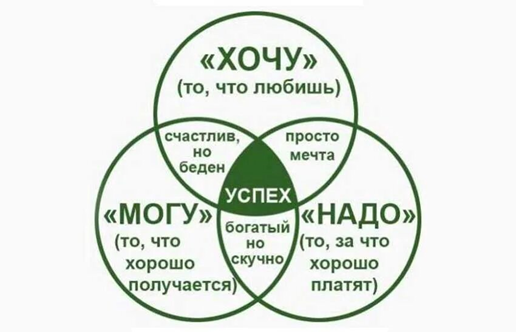 «ХОЧУ»
(то, что любишь)
счастлив,
но
беден
просто
мечта
УСПЕХ
«МОГУ»
(то, что
хорошо
получается)
богатый
но
скучно
«НАДО»
(то, за что
хорошо
платят)